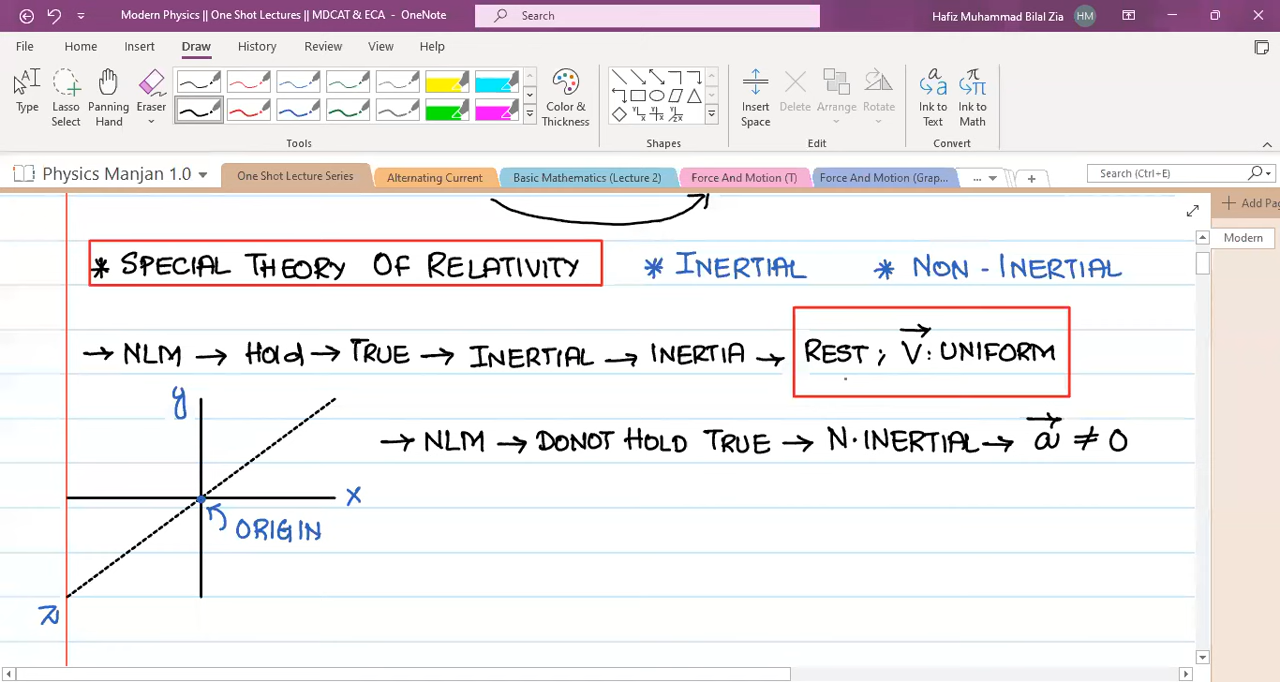 Modern Physics || One Shot Lectures || MDCAT & ECA - OneNote
Search
Hafiz Muhammad Bilal Zia HM
File Home Insert Draw History Review View Help
Type Lasso Select Panning Hand Eraser
Color & Thickness
Insert Space Delete Arrange Rotate
Ink to Text Ink to Math
Tools Shapes Edit Convert
Physics Manjan 1.0 One Shot Lecture Series Alternating Current Basic Mathematics (Lecture 2) Force And Motion (T) Force And Motion (Grap... ... Search (Ctrl+E)
Add Pag
Modern
* SPECIAL THEORY OF RELATIVITY * INERTIAL * NON - INERTIAL
→ NLM → Hold → TRUE → INERTIAL → INERTIA → REST ; V⃗ : UNIFORM
y
→ NLM → DONOT HOLD TRUE → N·INERTIAL → a⃗ ≠ 0
x
ORIGIN
z